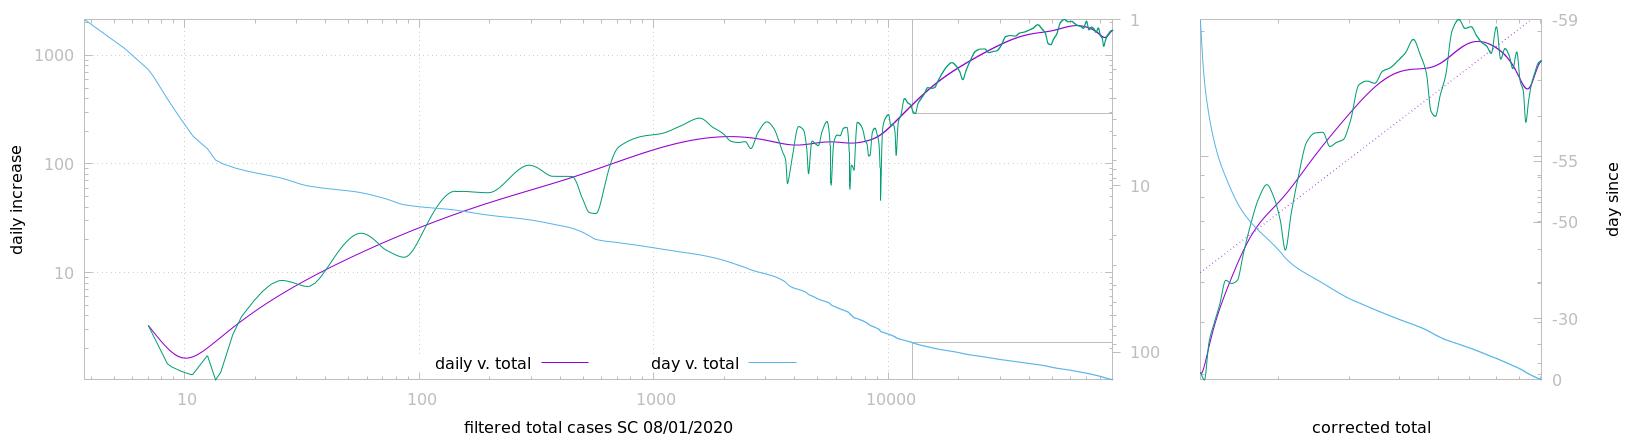 1000
100
10
daily increase
10
100
1000
10000
filtered total cases SC 08/01/2020
daily v. total
day v. total
1
10
100
-59
-55
-50
-30
0
day since
corrected total